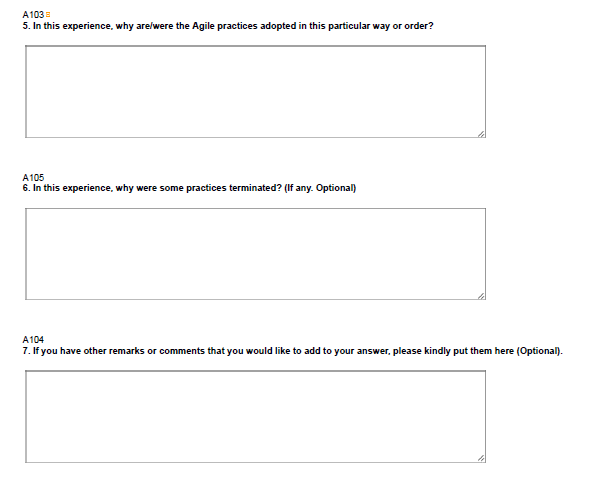 A103
5. In this experience, why are/were the Agile practices adopted in this particular way or order?
A105
6. In this experience, why were some practices terminated? (If any. Optional)
A104
7. If you have other remarks or comments that you would like to add to your answer, please kindly put them here (Optional).